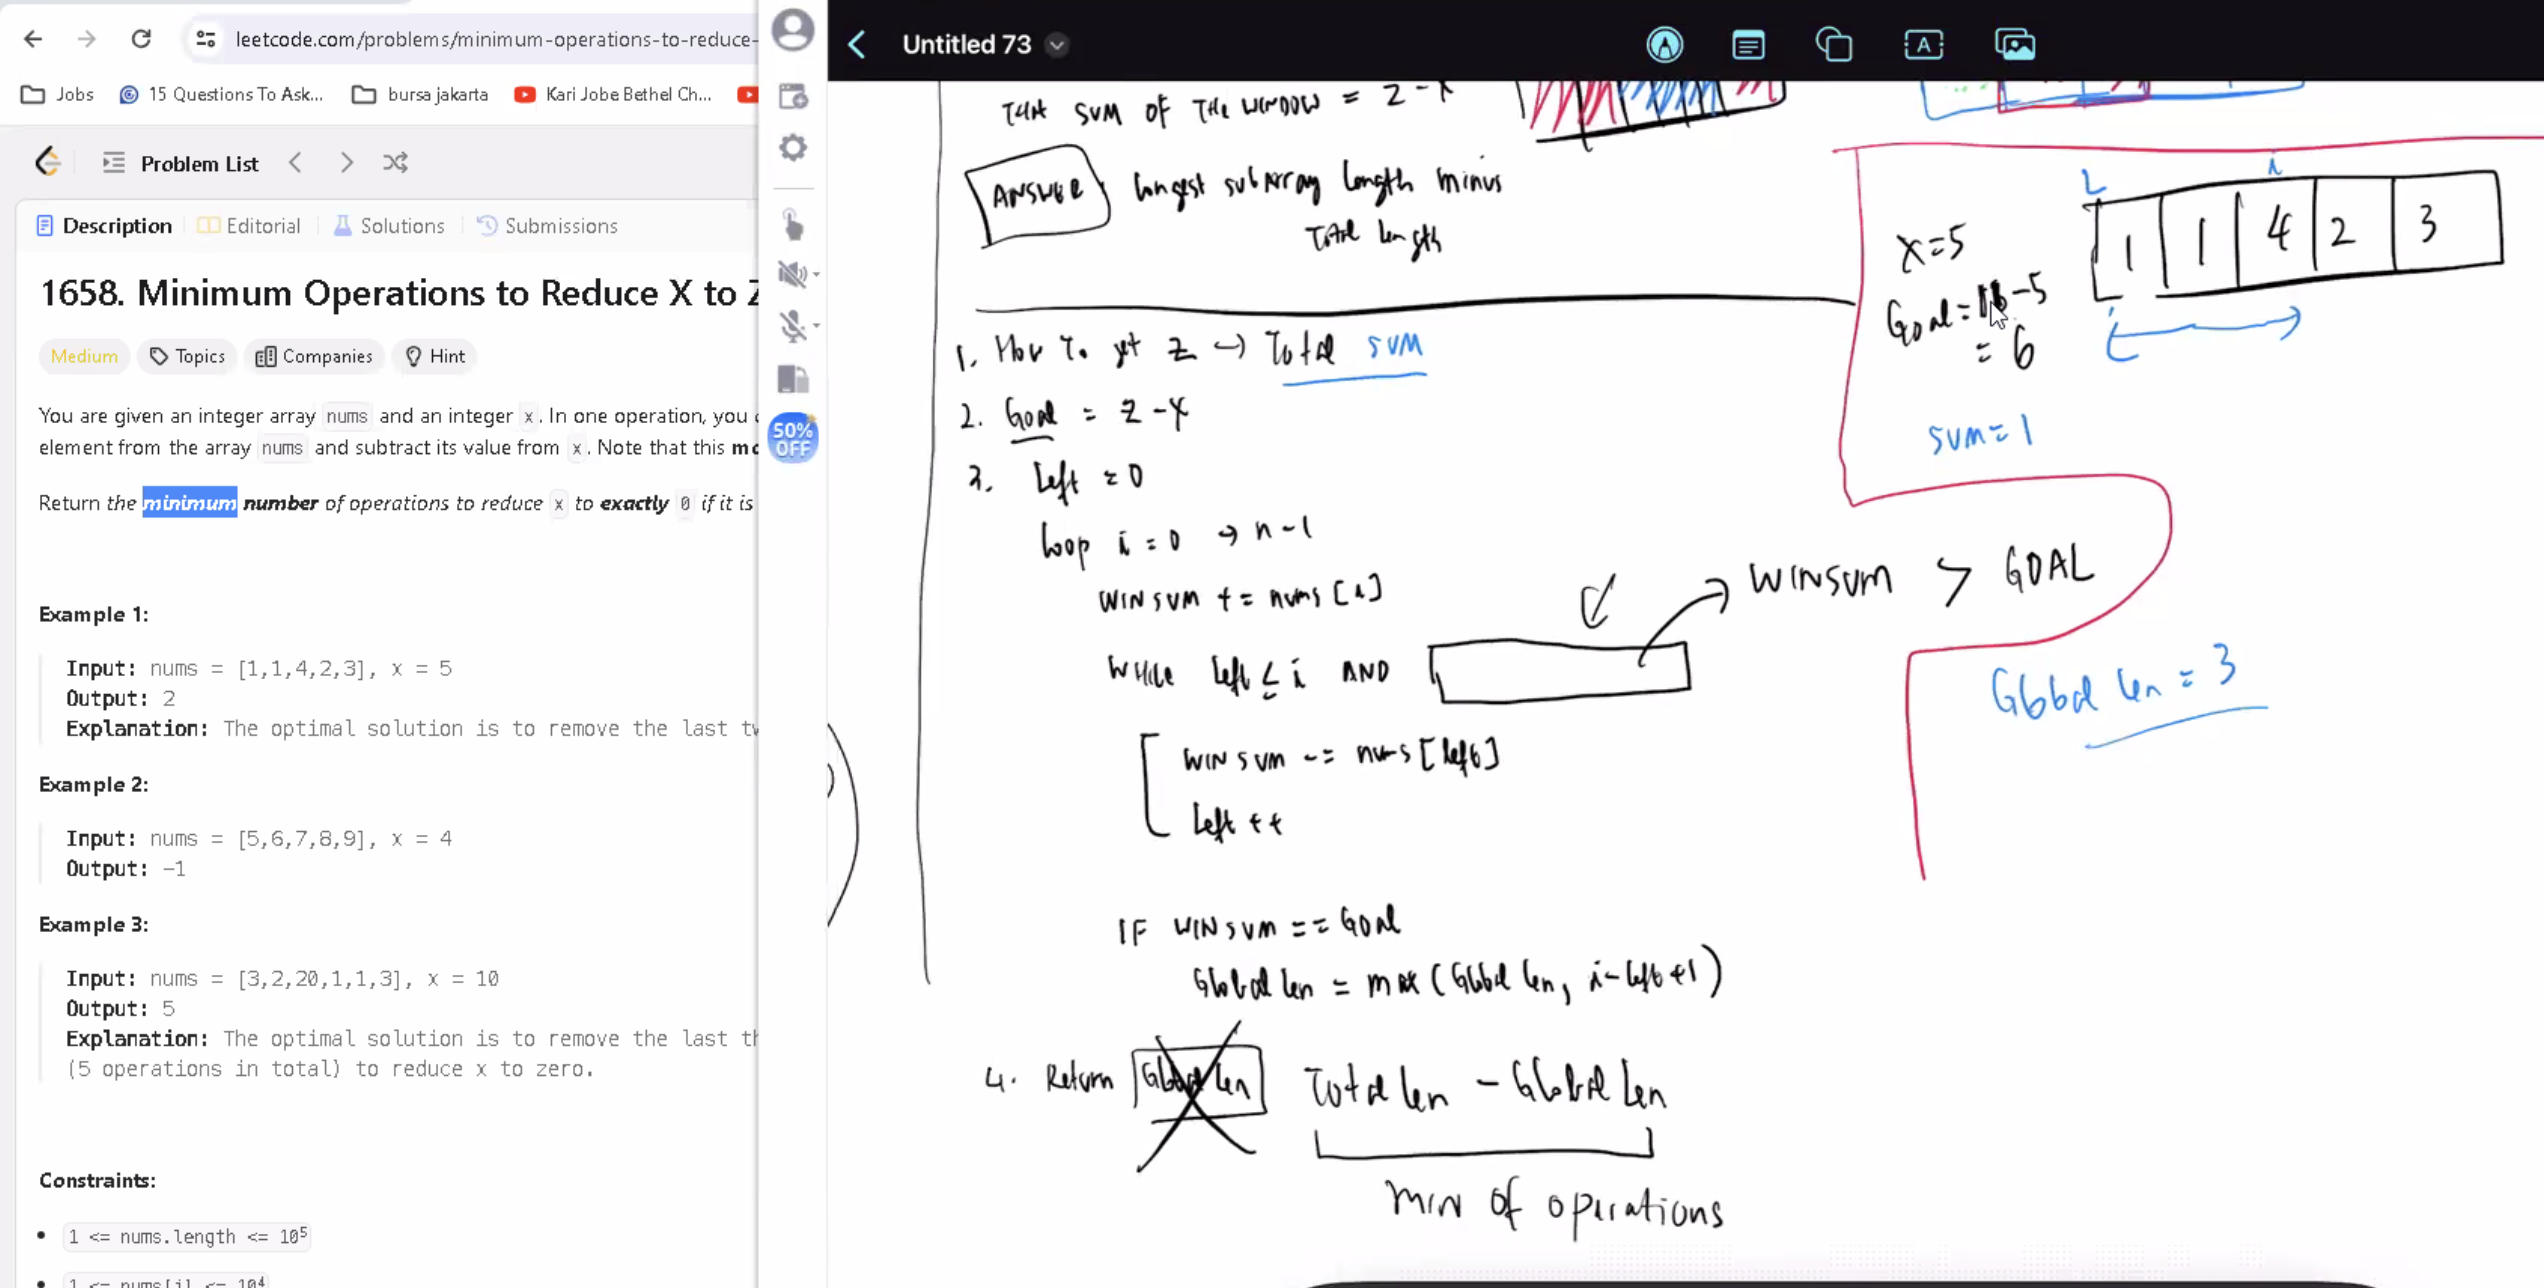 leetcode.com/problems/minimum-operations-to-reduce-
Jobs
15 Questions To Ask...
bursa jakarta
Kari Jobe Bethel Ch...
Problem List
Description
Editorial
Solutions
Submissions
1658. Minimum Operations to Reduce X to Z
Medium
Topics
Companies
Hint
You are given an integer array nums and an integer x. In one operation, you
element from the array nums and subtract its value from x. Note that this mo
Return the minimum number of operations to reduce x to exactly 0 if it is
Example 1:
Input: nums = [1,1,4,2,3], x = 5
Output: 2
Explanation: The optimal solution is to remove the last tw
Example 2:
Input: nums = [5,6,7,8,9], x = 4
Output: -1
Example 3:
Input: nums = [3,2,20,1,1,3], x = 10
Output: 5
Explanation: The optimal solution is to remove the last th
(5 operations in total) to reduce x to zero.
Constraints:
1 <= nums.length <= 10⁵
1 <= nums[i] <= 10⁴
50% OFF
Untitled 73
THAT SUM OF THE WINDOW = Z - X
ANSWER
longest subarray length minus
Total length
1. How To get Z → Total sum
2. Goal = Z - X
3. left = 0
loop i = 0 → n-1
WINSUM += nums[i]
WHILE left ≤ i AND
WINSUM > GOAL
WINSUM -= nums[left]
left ++
IF WINSUM == GOAL
Global len = max (Global len, i-left+1)
4. Return Global len Total len - Global Len
MIN OF operations
L
i
1 1 4 2 3
X=5
Goal = 11-5
= 6
sum = 1
Global len = 3